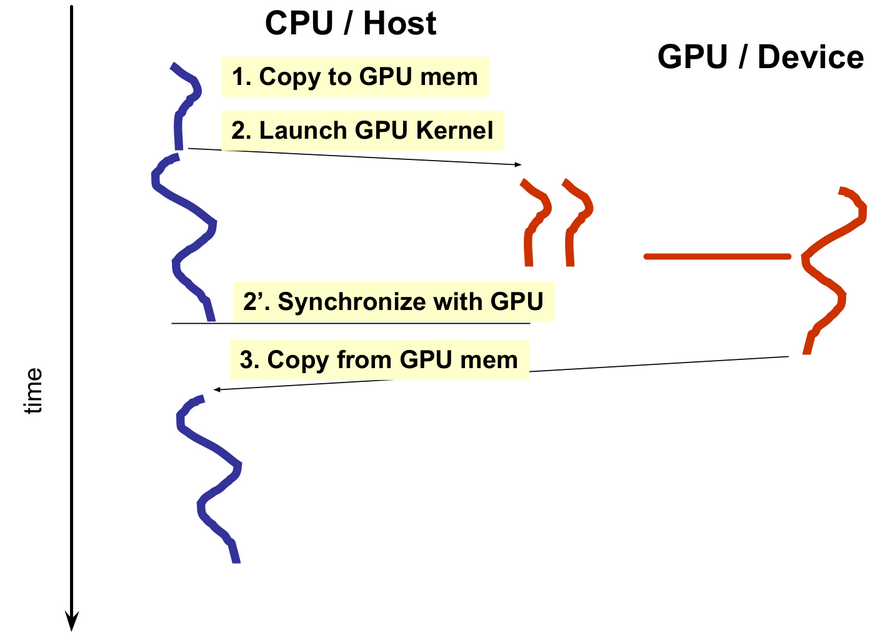 CPU / Host
GPU / Device
1. Copy to GPU mem
2. Launch GPU Kernel
2’. Synchronize with GPU
3. Copy from GPU mem
time